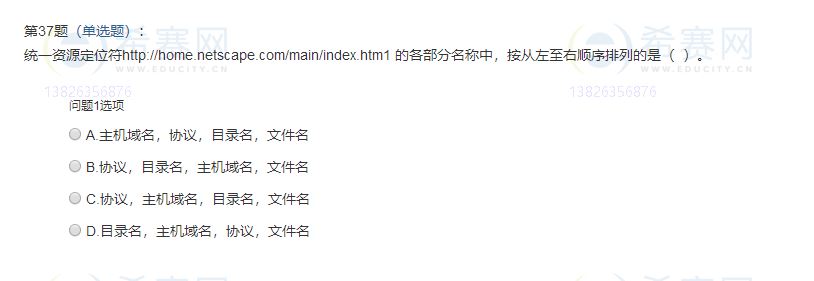 第37题（单选题）：
统一资源定位符http://home.netscape.com/main/index.htm1 的各部分名称中，按从左至右顺序排列的是（ ）。
希赛网
WWW.EDUCITY.CN
13826356876
希赛网
WWW.EDUCITY.CN
13826356876
问题1选项
A.主机域名，协议，目录名，文件名
B.协议，目录名，主机域名，文件名
C.协议，主机域名，目录名，文件名
D.目录名，主机域名，协议，文件名